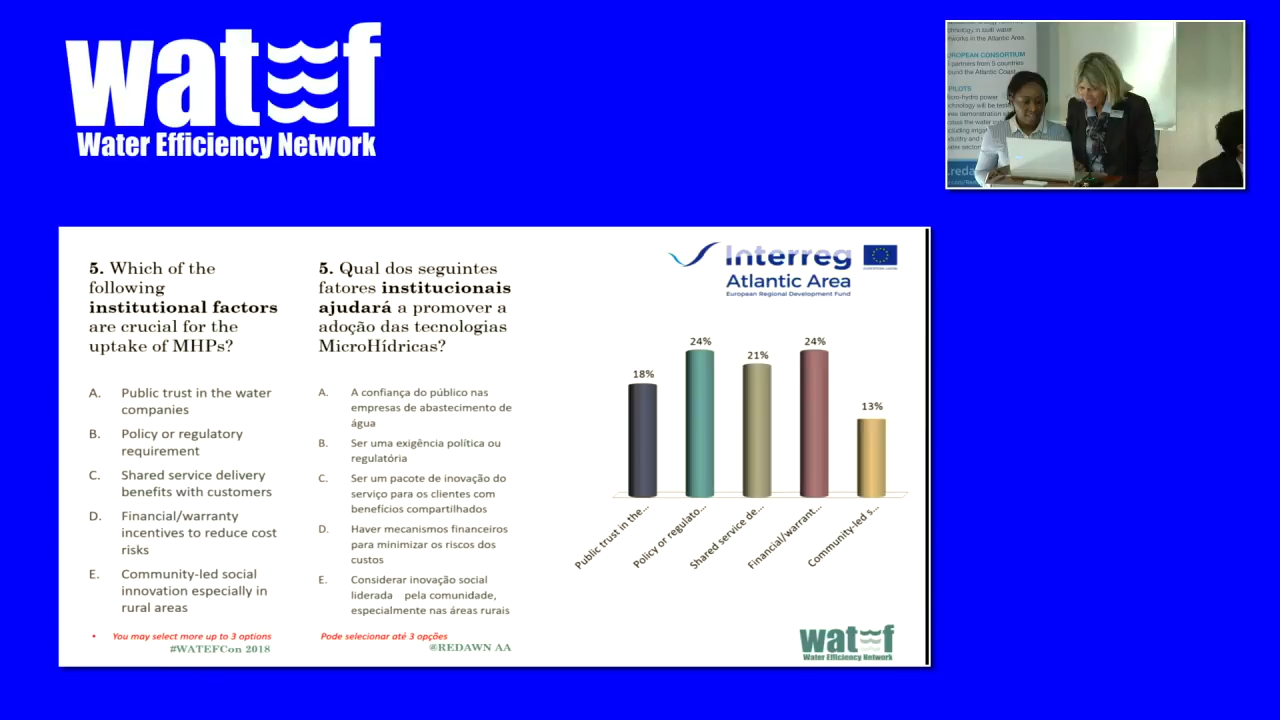 watef
Water Efficiency Network
works in the Atlantic Area.
EUROPEAN CONSORTIUM
partners from 5 countries
around the Atlantic Coast
PILOTS
5. Which of the
following
institutional factors
are crucial for the
uptake of MHPs?
A. Public trust in the water
companies
B. Policy or regulatory
requirement
C. Shared service delivery
benefits with customers
D. Financial/warranty
incentives to reduce cost
risks
E. Community-led social
innovation especially in
rural areas
• You may select more up to 3 options
#WATEFCon 2018
5. Qual dos seguintes
fatores institucionais
ajudará a promover a
adoção das tecnologias
MicroHídricas?
A. A confiança do público nas
empresas de abastecimento de
água
B. Ser uma exigência política ou
regulatória
C. Ser um pacote de inovação do
serviço para os clientes com
benefícios compartilhados
D. Haver mecanismos financeiros
para minimizar os riscos dos
custos
E. Considerar inovação social
liderada pela comunidade,
especialmente nas áreas rurais
Pode selecionar até 3 opções
@REDAWN AA
Interreg
Atlantic Area
European Regional Development Fund
18%
24%
21%
24%
13%
Public trust in the...
Policy or regulato...
Shared service de...
Financial/warrant...
Community-led s...
watef
Water Efficiency Network